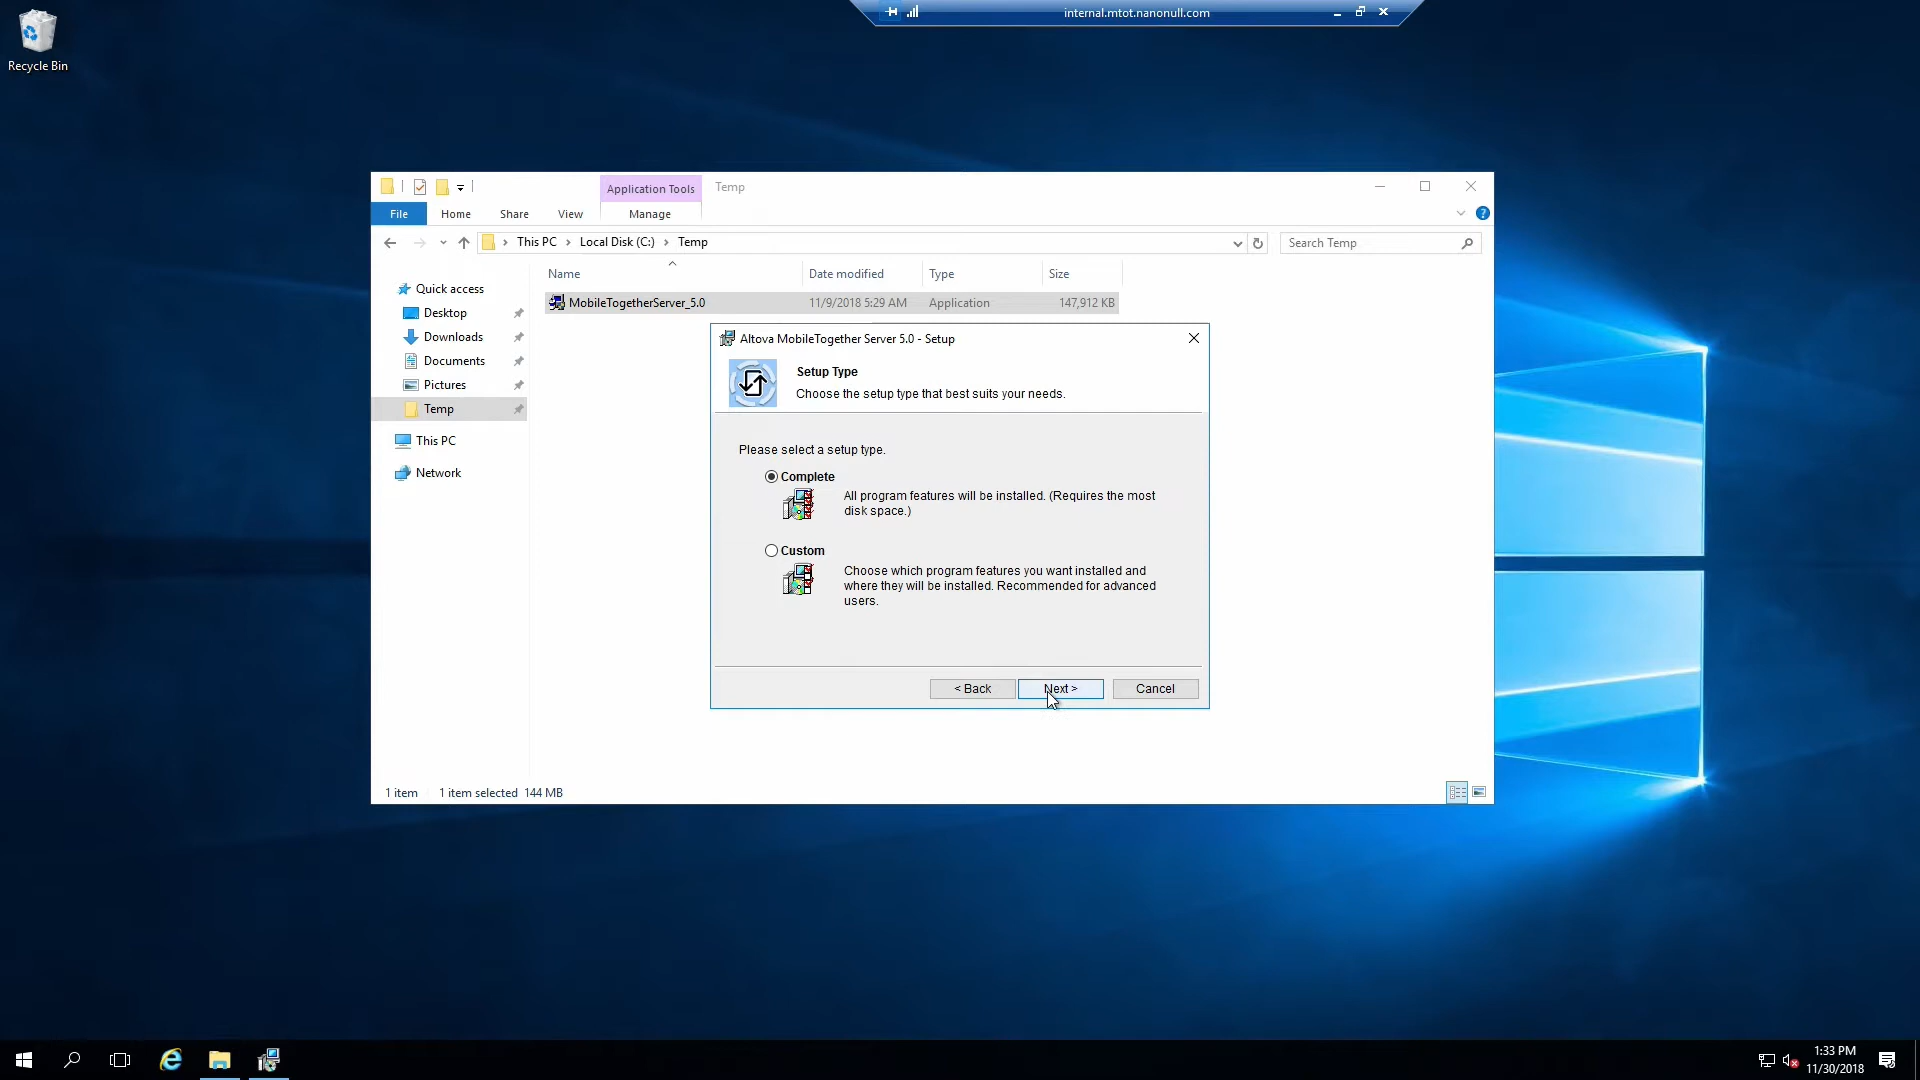 Recycle Bin
internal.mtot.nanonull.com
Application Tools
Temp
File
Home
Share
View
Manage
This PC
Local Disk (C:)
Temp
Search Temp
Name
Date modified
Type
Size
Quick access
Desktop
Downloads
Documents
Pictures
Temp
This PC
Network
MobileTogetherServer_5.0
11/9/2018 5:29 AM
Application
147,912 KB
Altova MobileTogether Server 5.0 - Setup
Setup Type
Choose the setup type that best suits your needs.
Please select a setup type.
Complete
All program features will be installed. (Requires the most
disk space.)
Custom
Choose which program features you want installed and
where they will be installed. Recommended for advanced
users.
< Back
Next >
Cancel
1 item
1 item selected 144 MB
1:33 PM
11/30/2018